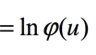 = ln φ(u)